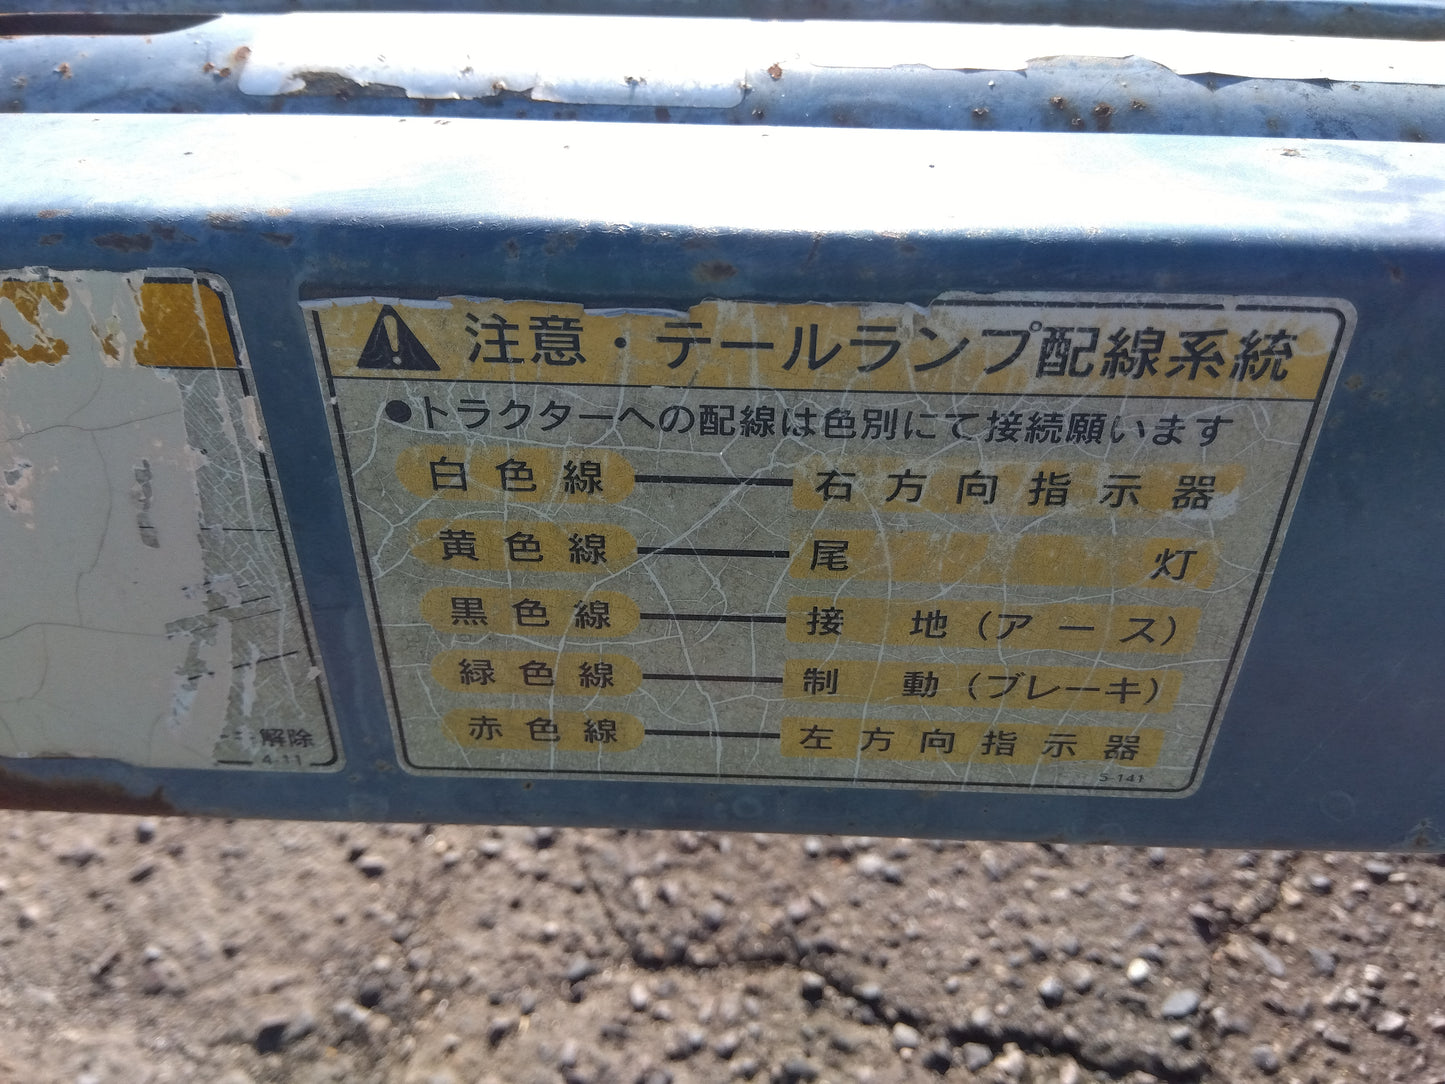 注意・テールランプ配線系統
●トラクターへの配線は色別にて接続願います
白色線 ― 右方向指示器
黄色線 ― 尾灯
黒色線 ― 接地(アース)
緑色線 ― 制動(ブレーキ)
赤色線 ― 左方向指示器
S-141
解除
4-11